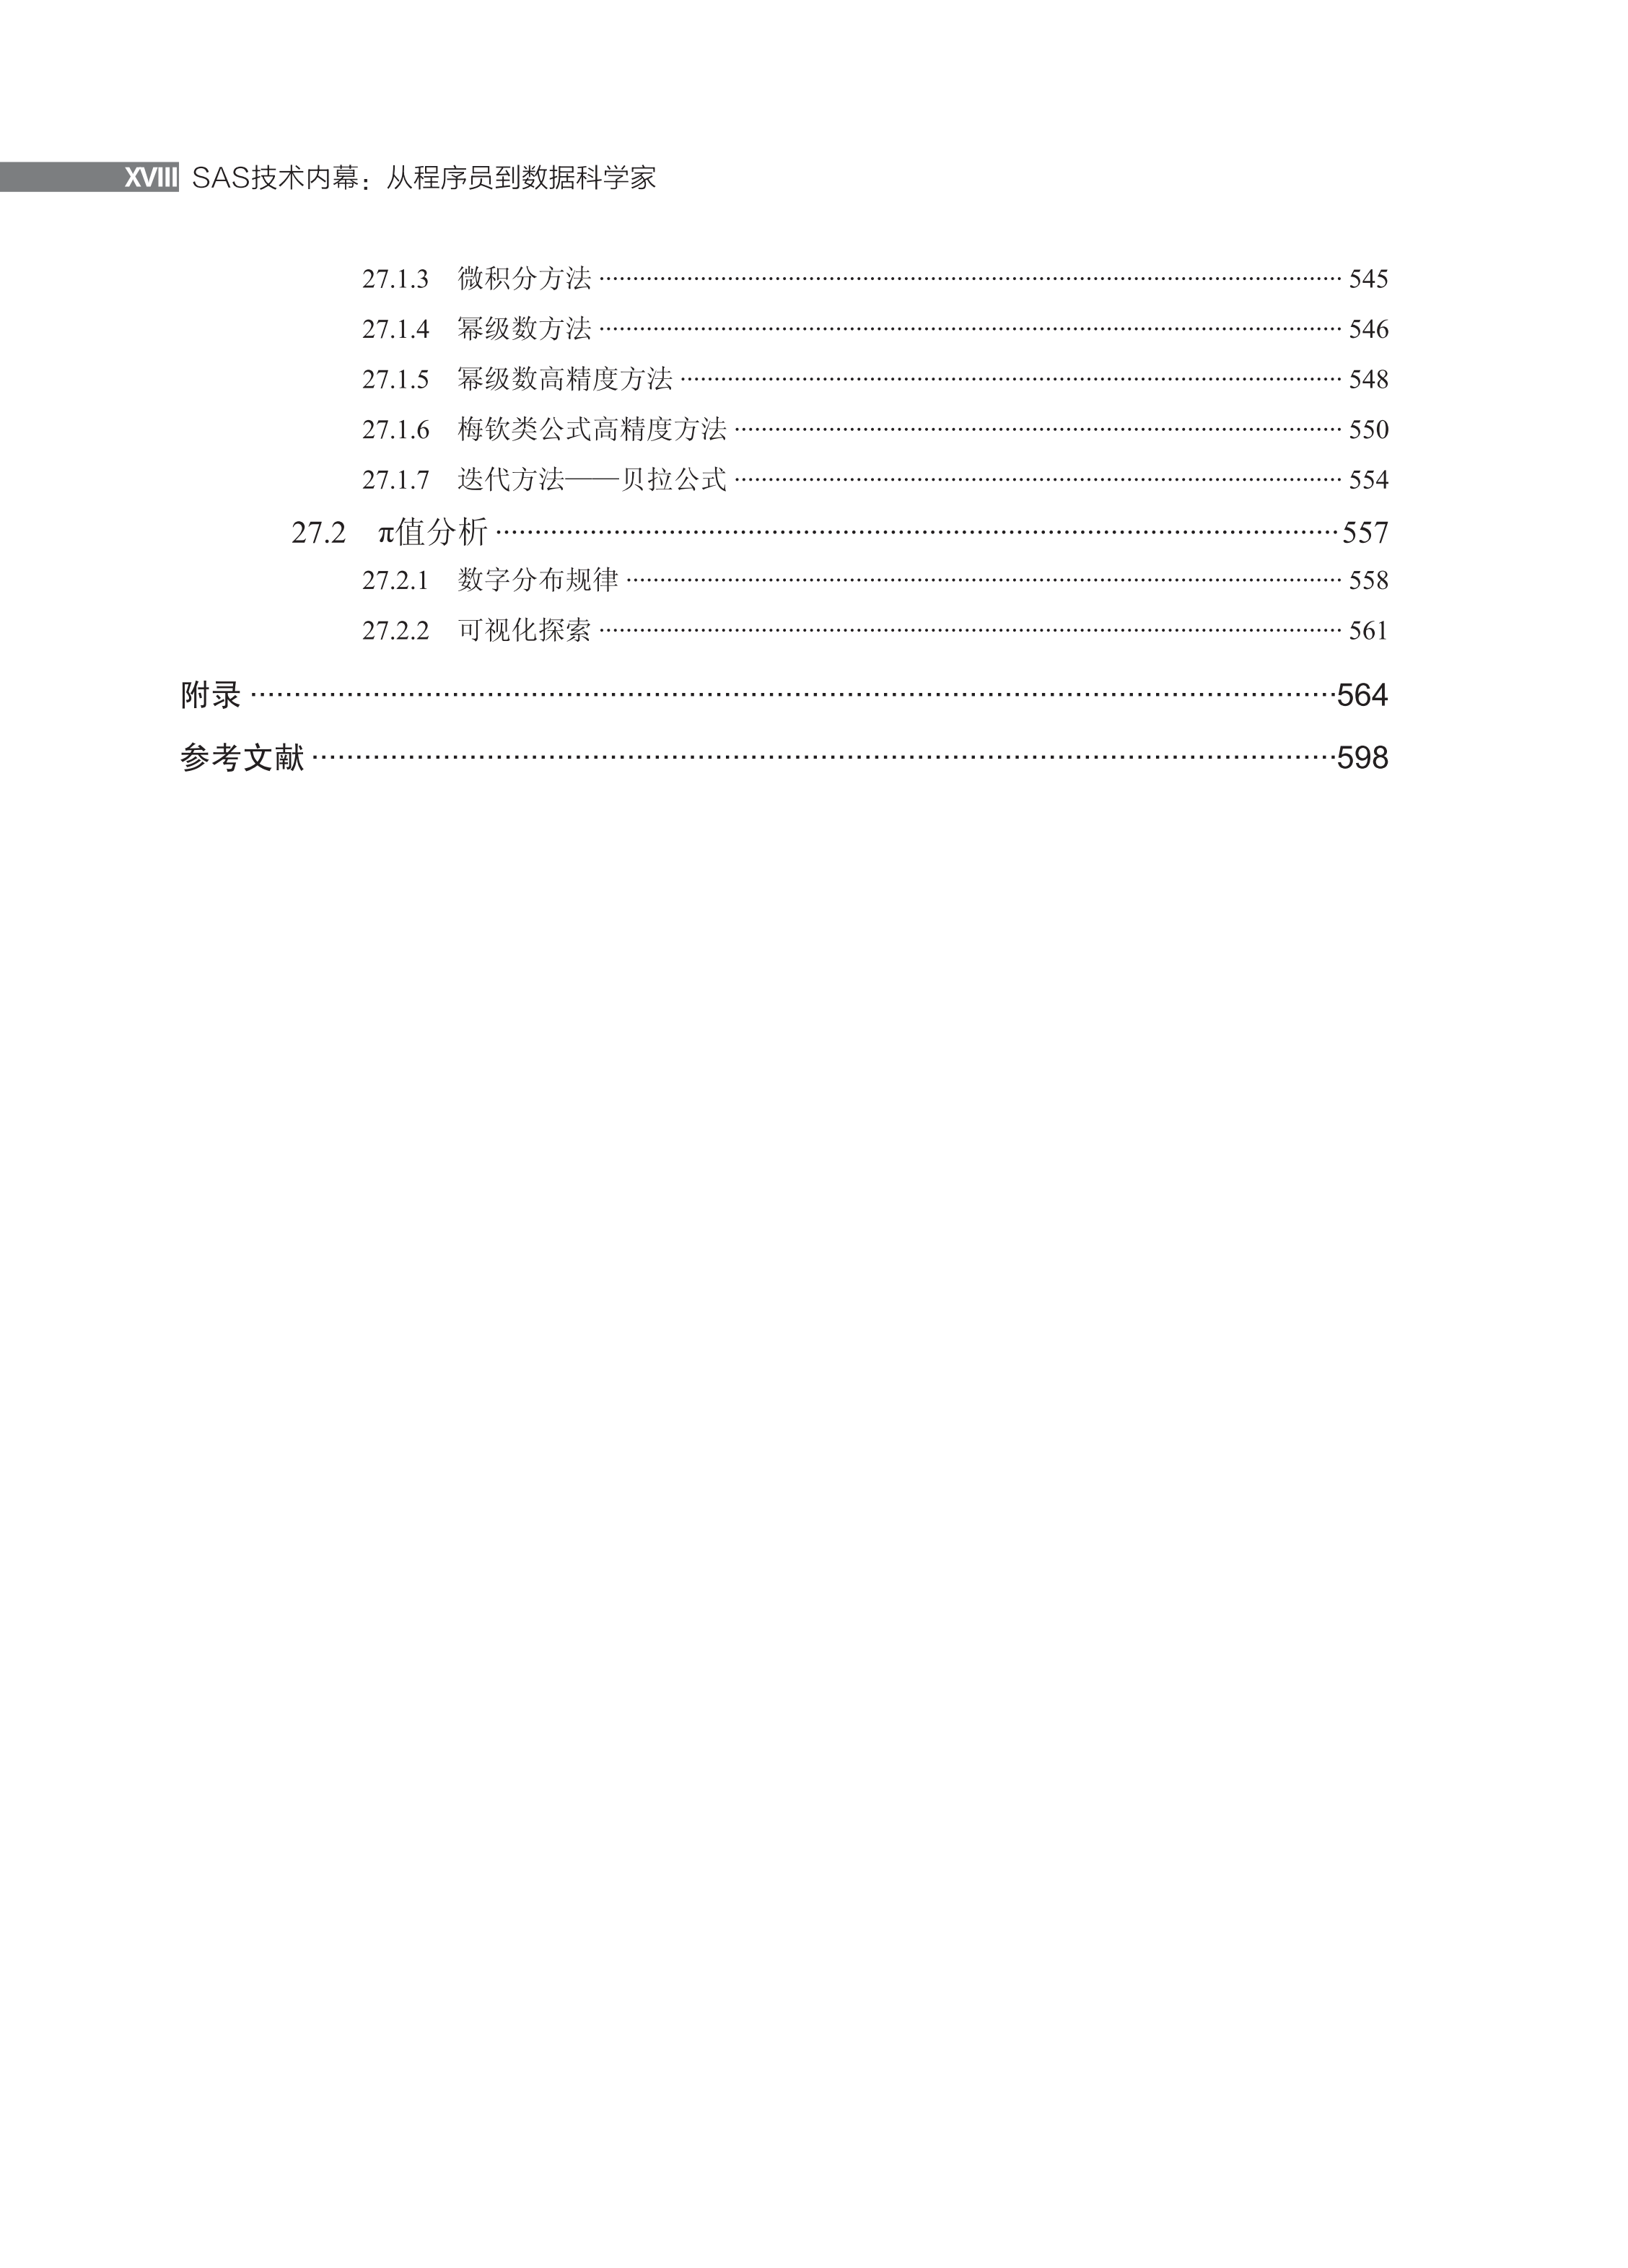 XVIII SAS技术内幕：从程序员到数据科学家
27.1.3 微积分方法 ………… 545
27.1.4 幂级数方法 ………… 546
27.1.5 幂级数高精度方法 ………… 548
27.1.6 梅钦类公式高精度方法 ………… 550
27.1.7 迭代方法——贝拉公式 ………… 554
27.2 π值分析 ………… 557
27.2.1 数字分布规律 ………… 558
27.2.2 可视化探索 ………… 561
附录 ………… 564
参考文献 ………… 598